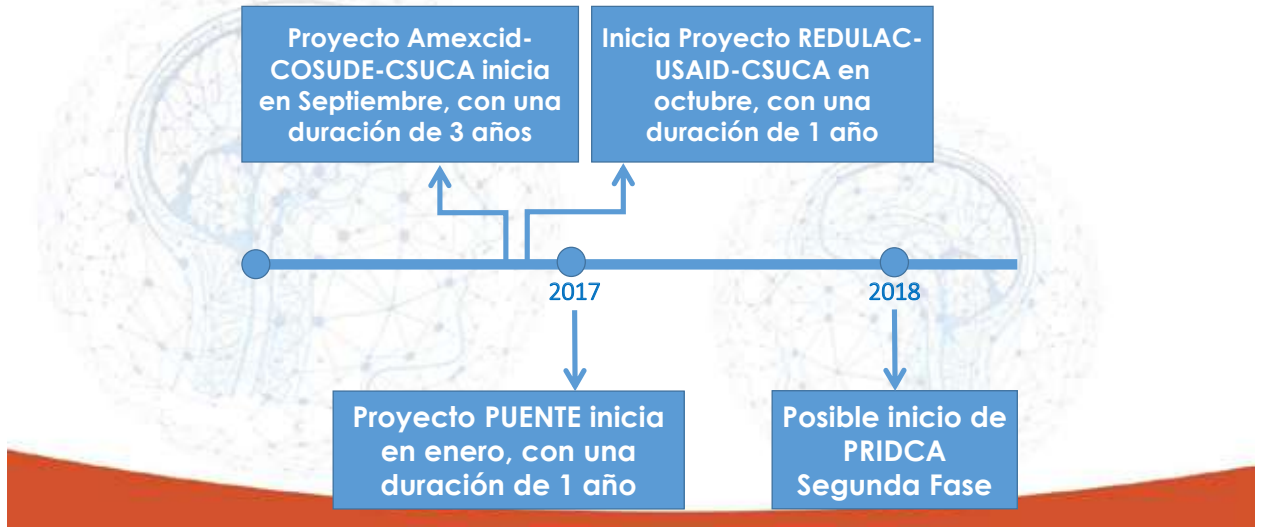 Proyecto Amexcid-
COSUDE-CSUCA inicia
en Septiembre, con una
duración de 3 años
Inicia Proyecto REDULAC-
USAID-CSUCA en
octubre, con una
duración de 1 año
2017
2018
Proyecto PUENTE inicia
en enero, con una
duración de 1 año
Posible inicio de
PRIDCA
Segunda Fase